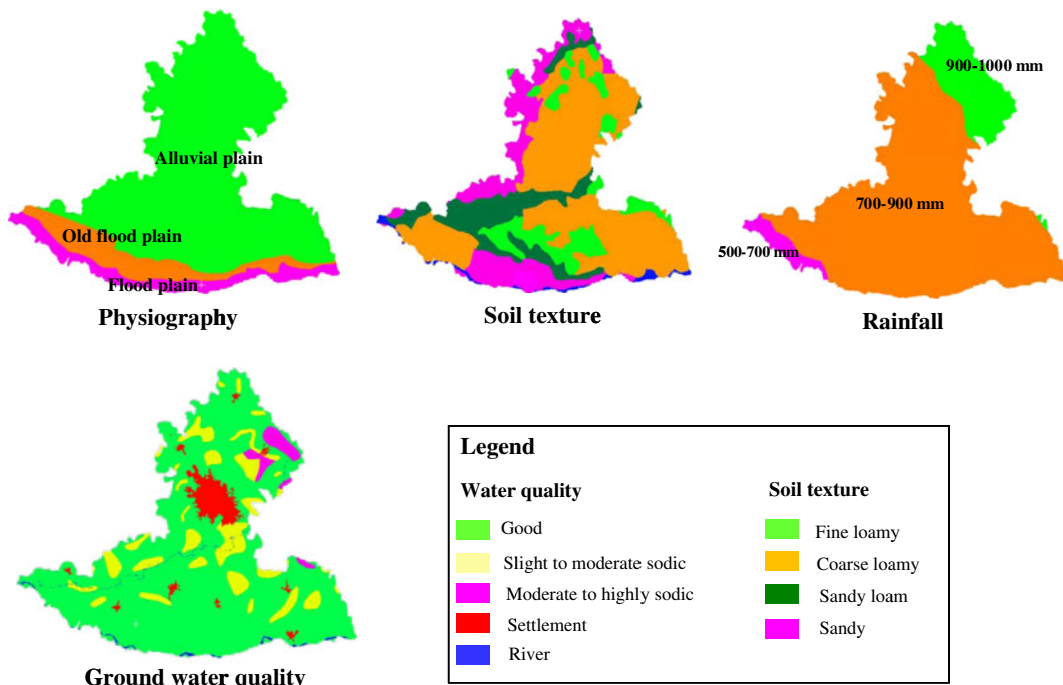 Alluvial plain
Old flood plain
Flood plain
Physiography
Soil texture
900-1000 mm
700-900 mm
500-700 mm
Rainfall
Ground water quality
Legend
Water quality
Good
Slight to moderate sodic
Moderate to highly sodic
Settlement
River
Soil texture
Fine loamy
Coarse loamy
Sandy loam
Sandy